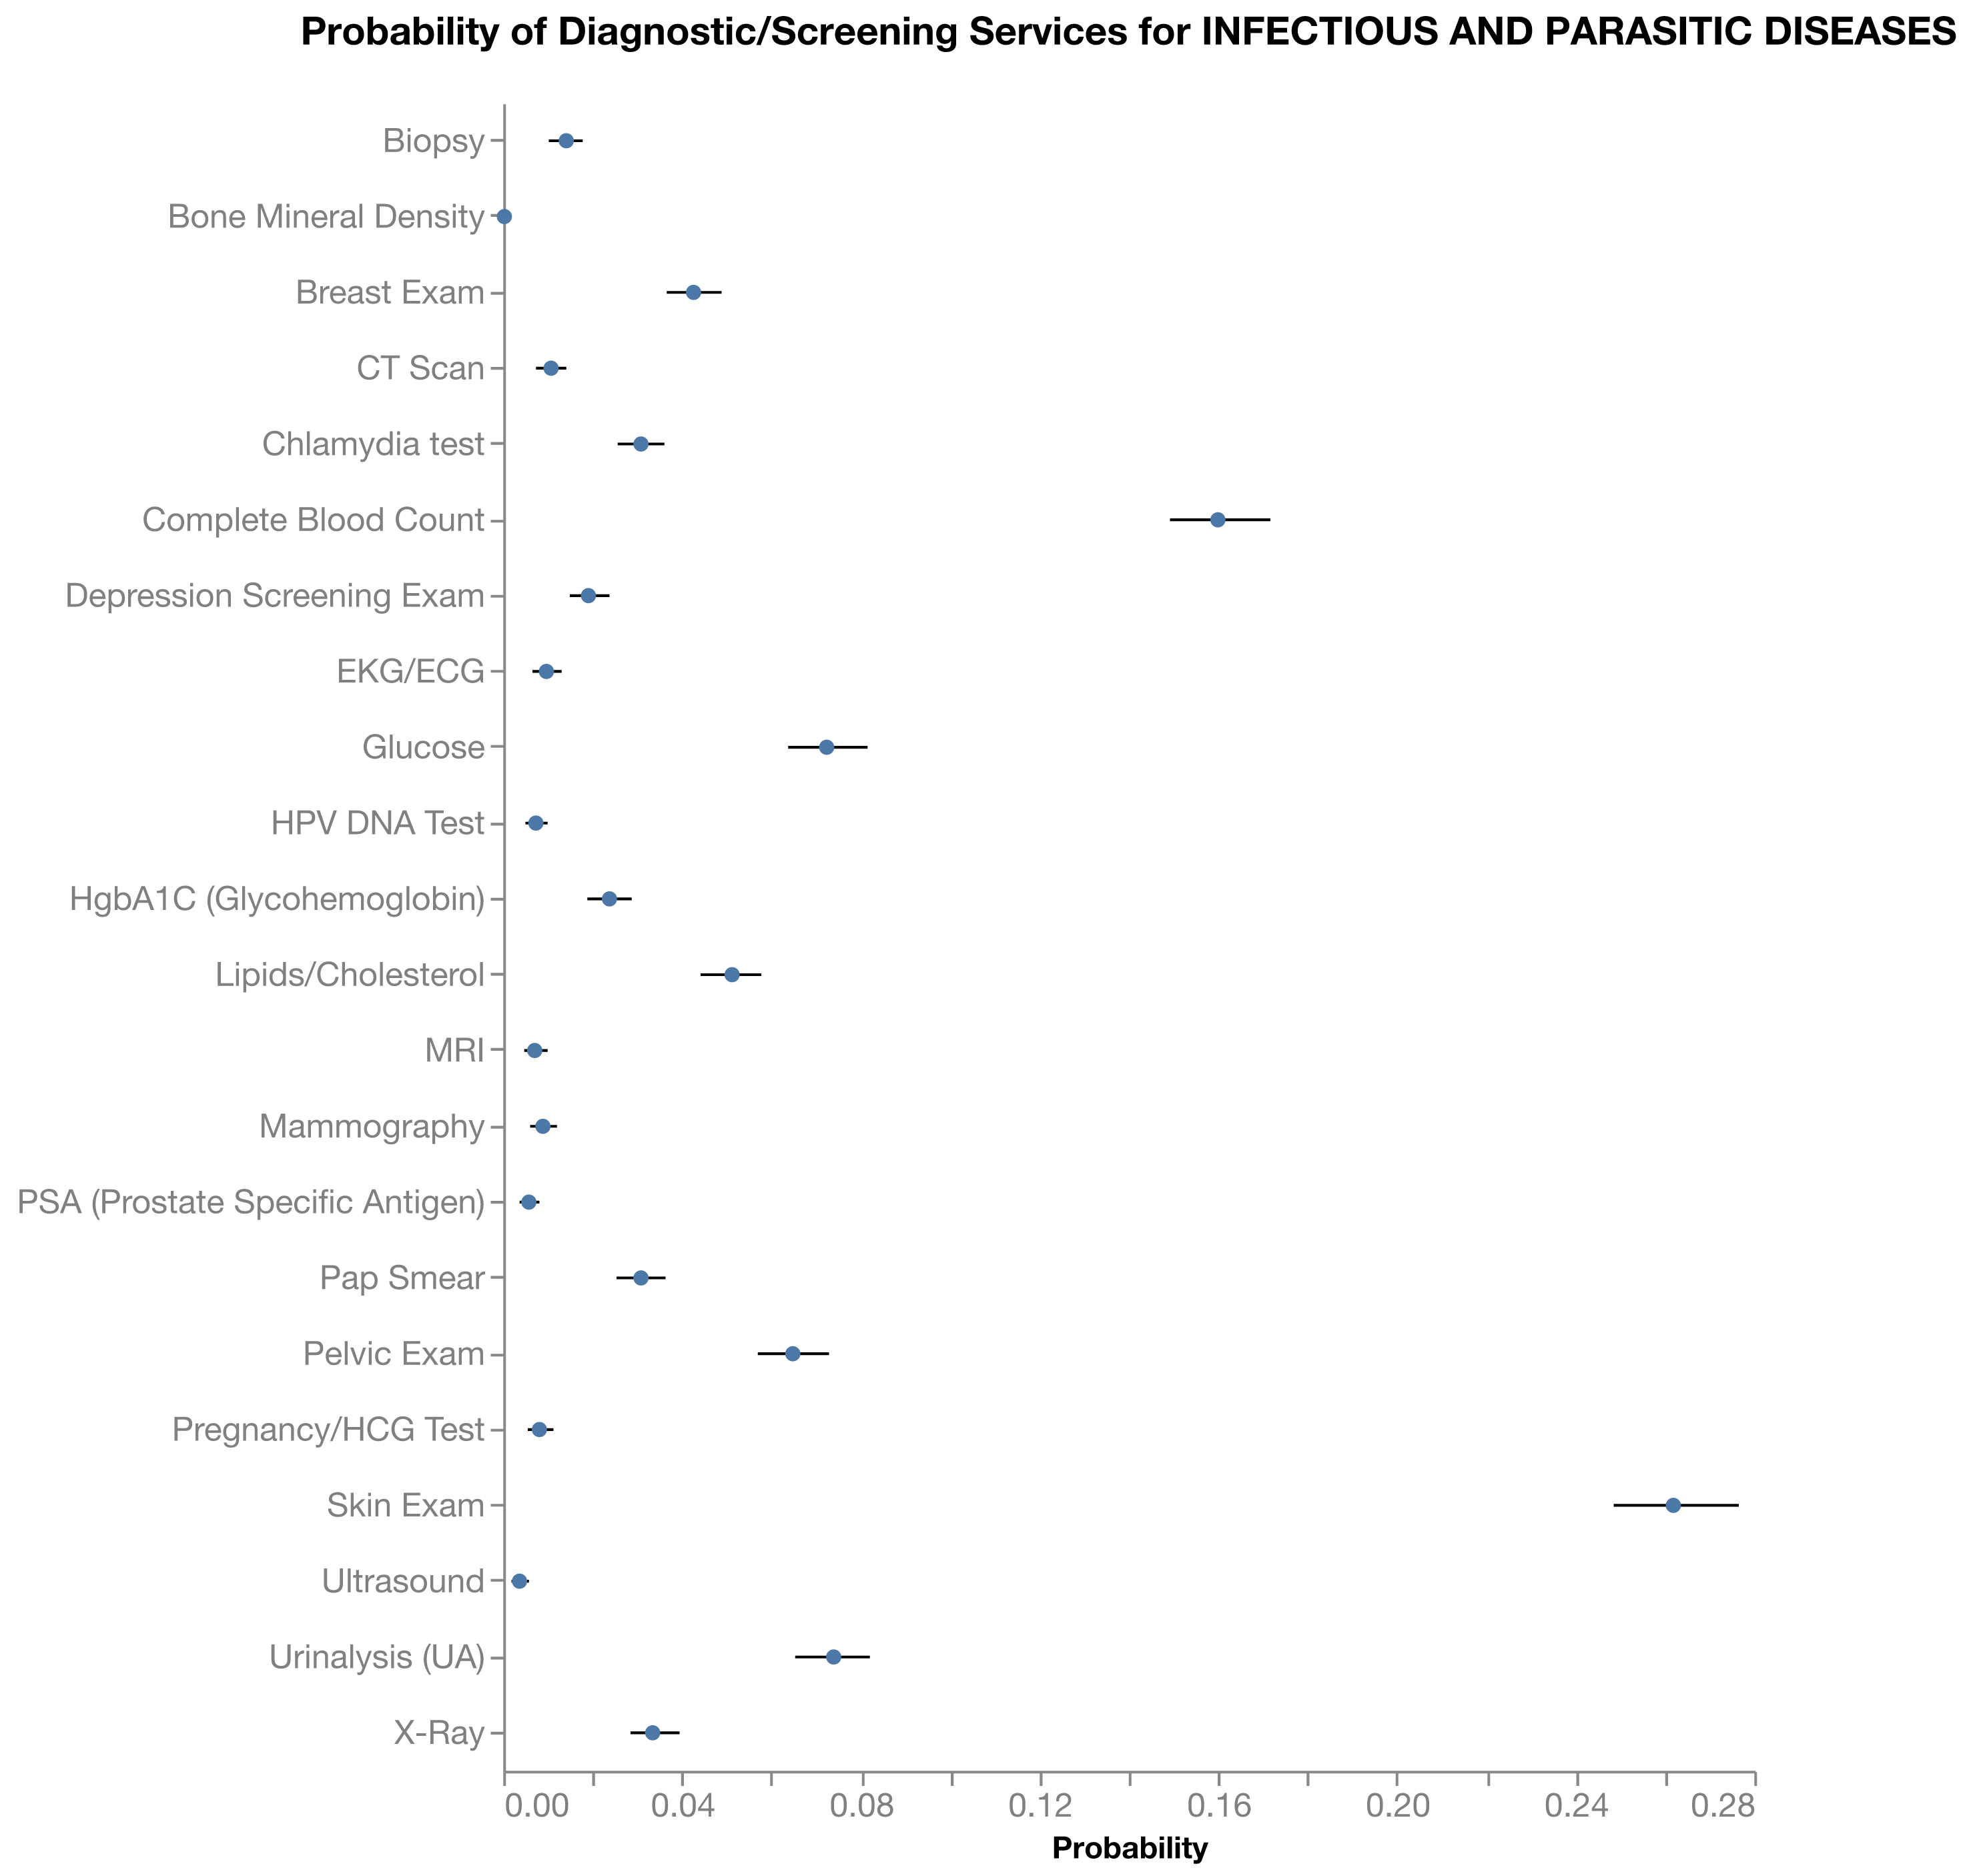 Probability of Diagnostic/Screening Services for INFECTIOUS AND PARASITIC DISEASES
Biopsy
Bone Mineral Density
Breast Exam
CT Scan
Chlamydia test
Complete Blood Count
Depression Screening Exam
EKG/ECG
Glucose
HPV DNA Test
HgbA1C (Glycohemoglobin)
Lipids/Cholesterol
MRI
Mammography
PSA (Prostate Specific Antigen)
Pap Smear
Pelvic Exam
Pregnancy/HCG Test
Skin Exam
Ultrasound
Urinalysis (UA)
X-Ray
0.00 0.04 0.08 0.12 0.16 0.20 0.24 0.28
Probability